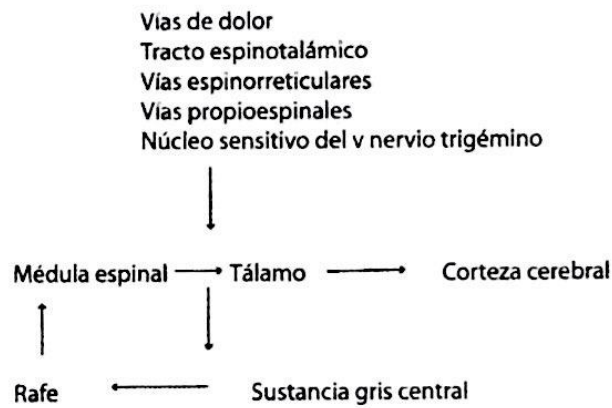 Vías de dolor
Tracto espinotalámico
Vías espinorreticulares
Vías propioespinales
Núcleo sensitivo del v nervio trigémino
Médula espinal Tálamo Corteza cerebral
Rafe Sustancia gris central